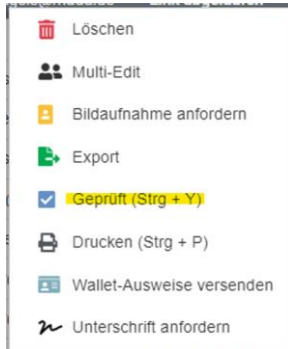 Löschen
Multi-Edit
Bildaufnahme anfordern
Export
Geprüft (Strg + Y)
Drucken (Strg + P)
Wallet-Ausweise versenden
Unterschrift anfordern